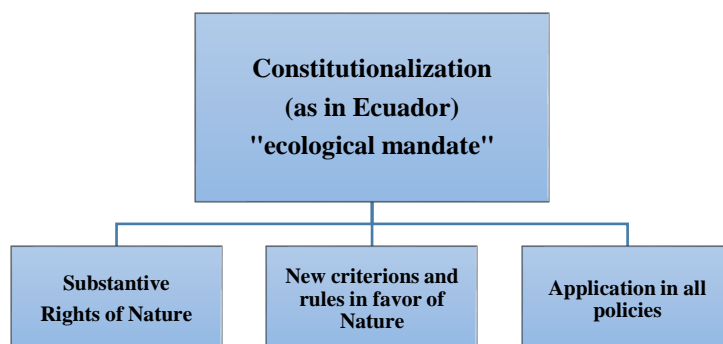 Constitutionalization
(as in Ecuador)
"ecological mandate"
Substantive
Rights of Nature
New criterions and
rules in favor of
Nature
Application in all
policies